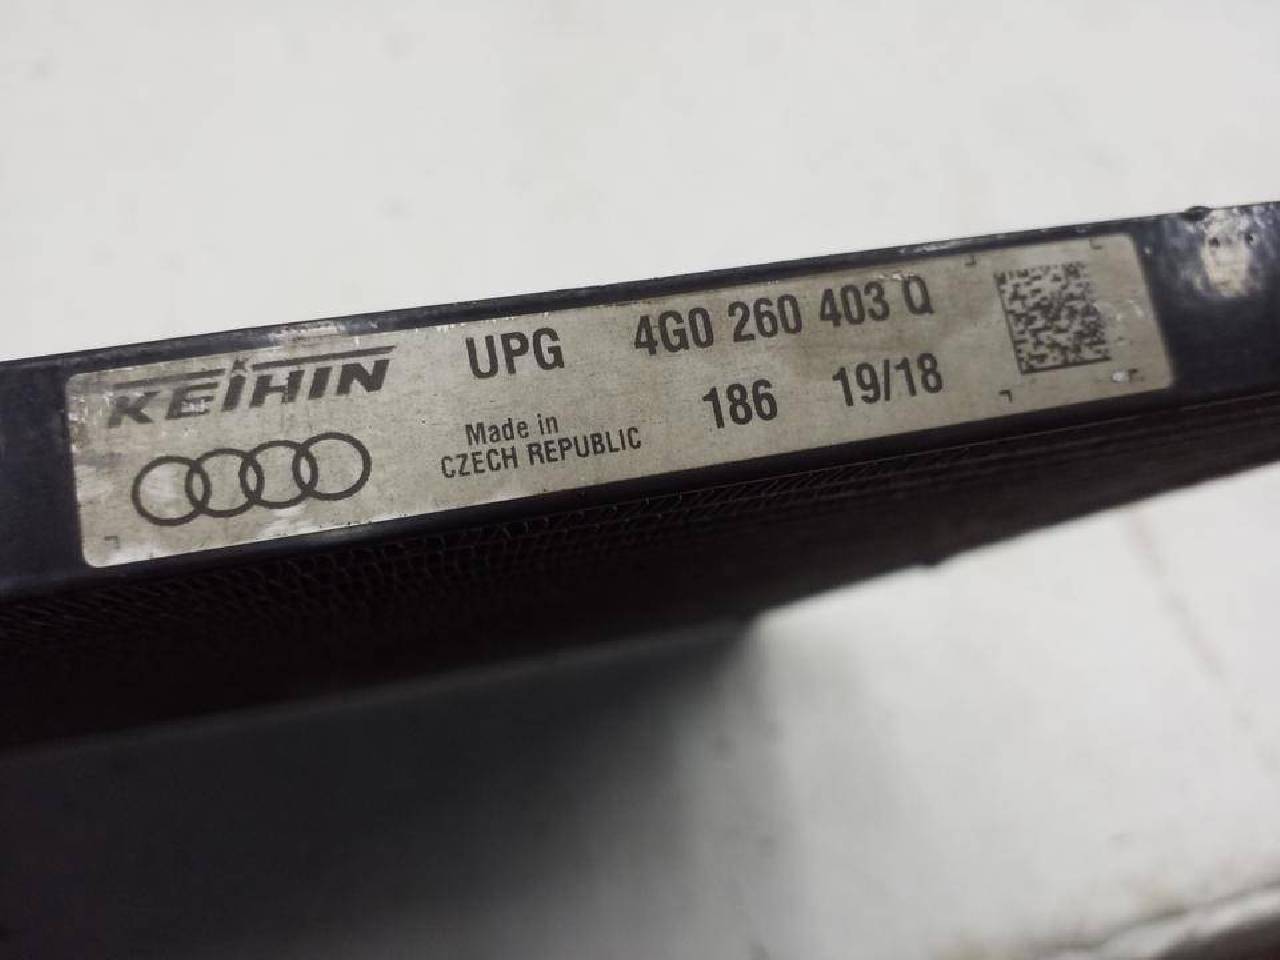 KEIHIN
UPG 4G0 260 403 Q
Made in
CZECH REPUBLIC
186 19/18